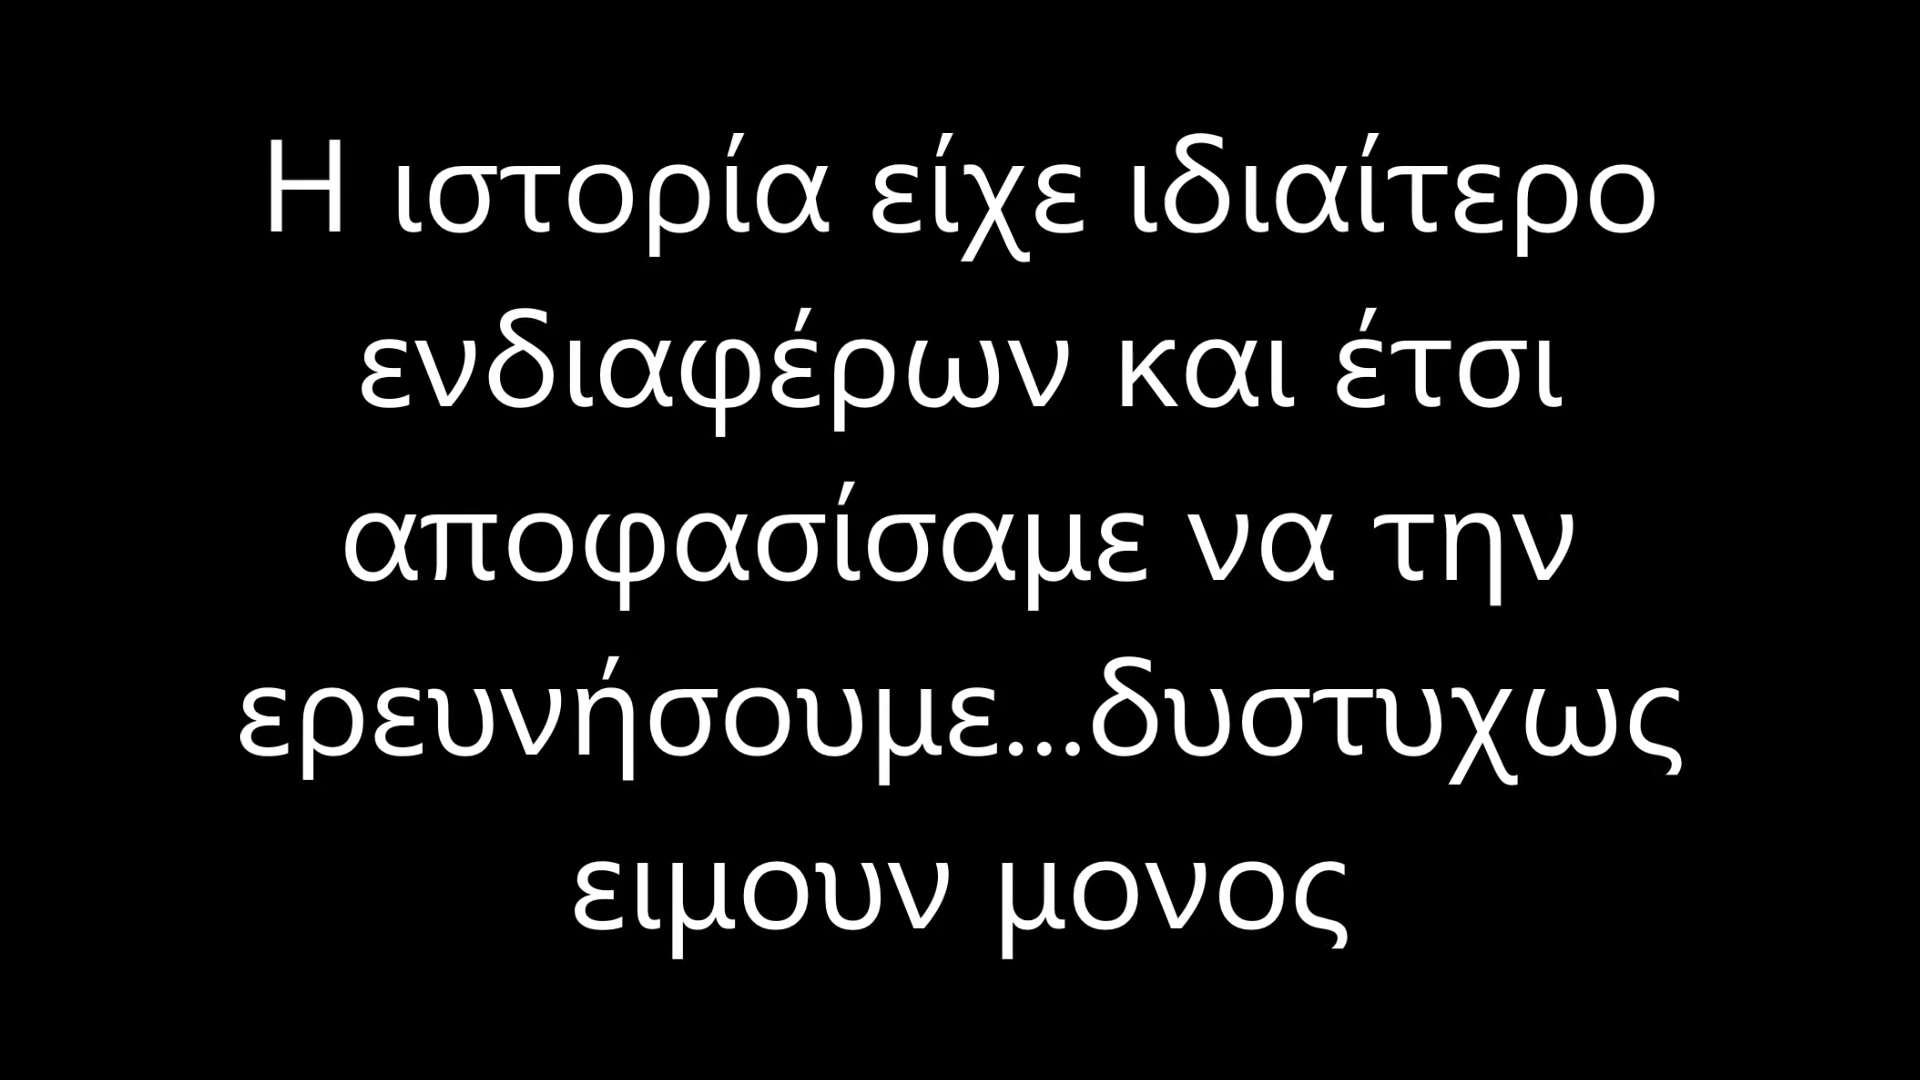 Η ιστορία είχε ιδιαίτερο
ενδιαφέρων και έτσι
αποφασίσαμε να την
ερευνήσουμε...δυστυχως
ειμουν μονος